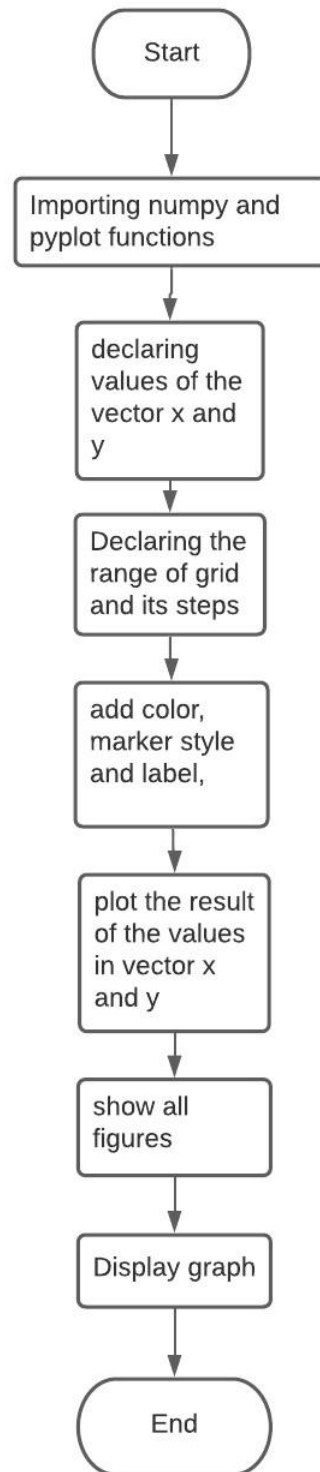 Start
Importing numpy and
pyplot functions
declaring
values of the
vector x and
y
Declaring the
range of grid
and its steps
add color,
marker style
and label,
plot the result
of the values
in vector x
and y
show all
figures
Display graph
End